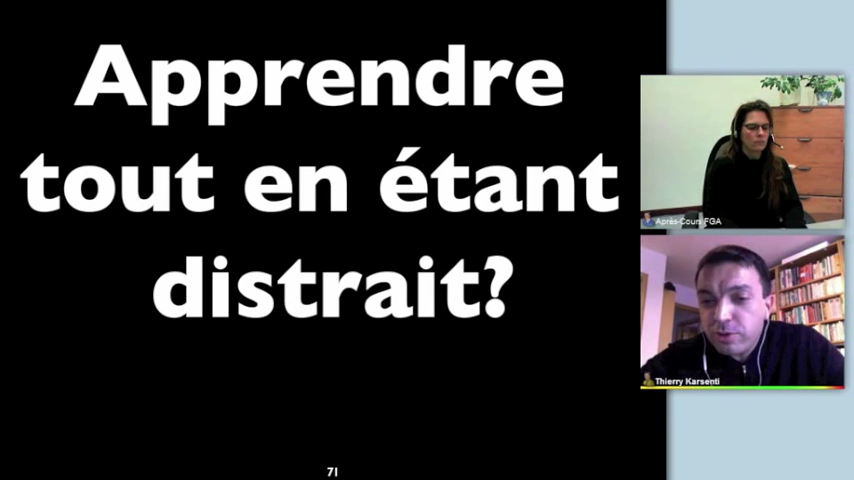 Apprendre
tout en étant
distrait?
71
Après-Cours FGA
Thierry Karsenti